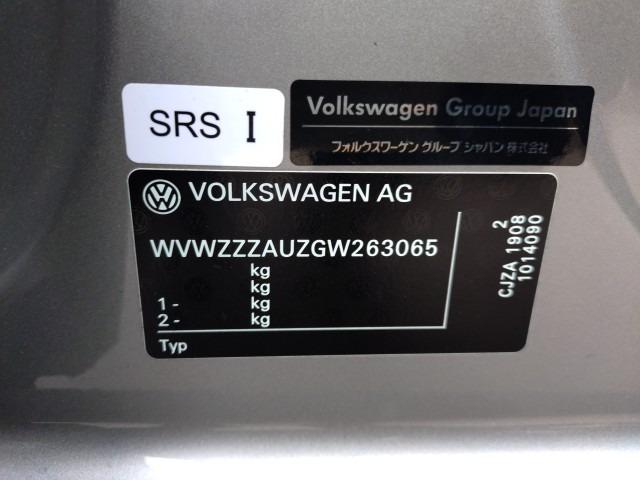 SRS I
Volkswagen Group Japan
フォルクスワーゲン グループ ジャパン 株式会社
VOLKSWAGEN AG
WVWZZZAUZGW263065
kg
kg
1 - kg
2 - kg
Typ
2
CJZA 1908
1014090